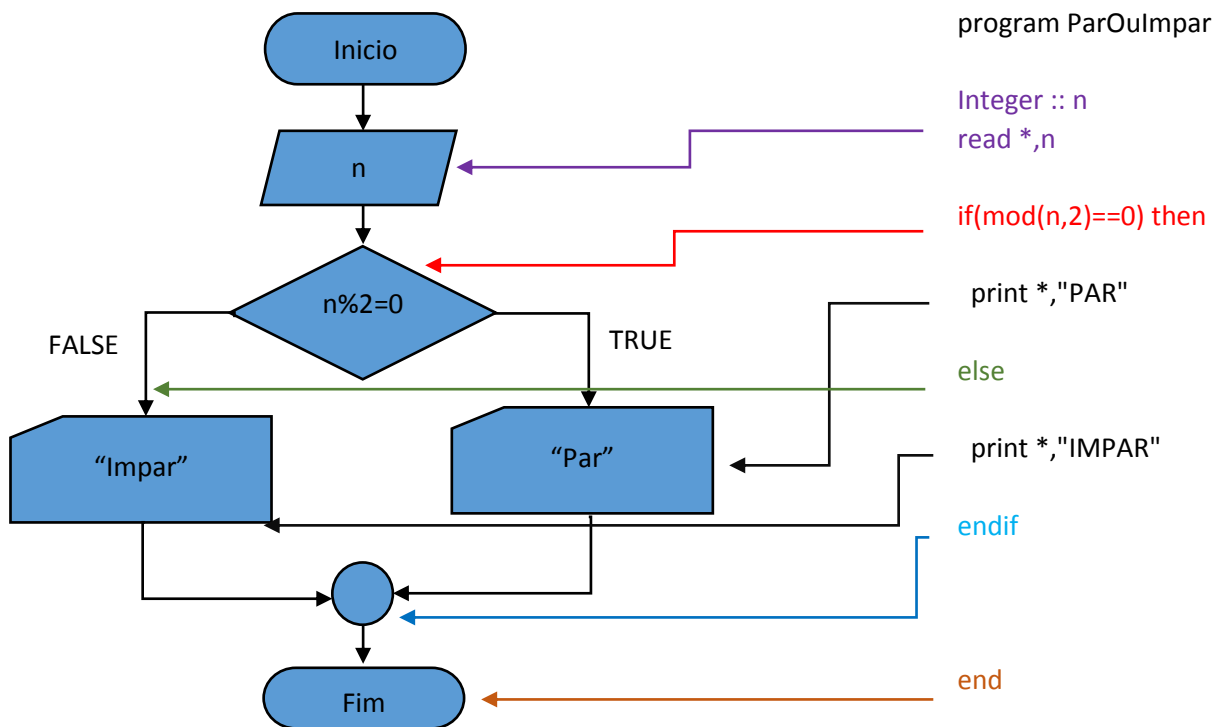 Inicio
n
n%2=0
FALSE
TRUE
“Impar”
“Par”
Fim
program ParOuImpar
Integer :: n
read *,n
if(mod(n,2)==0) then
print *,"PAR"
else
print *,"IMPAR"
endif
end